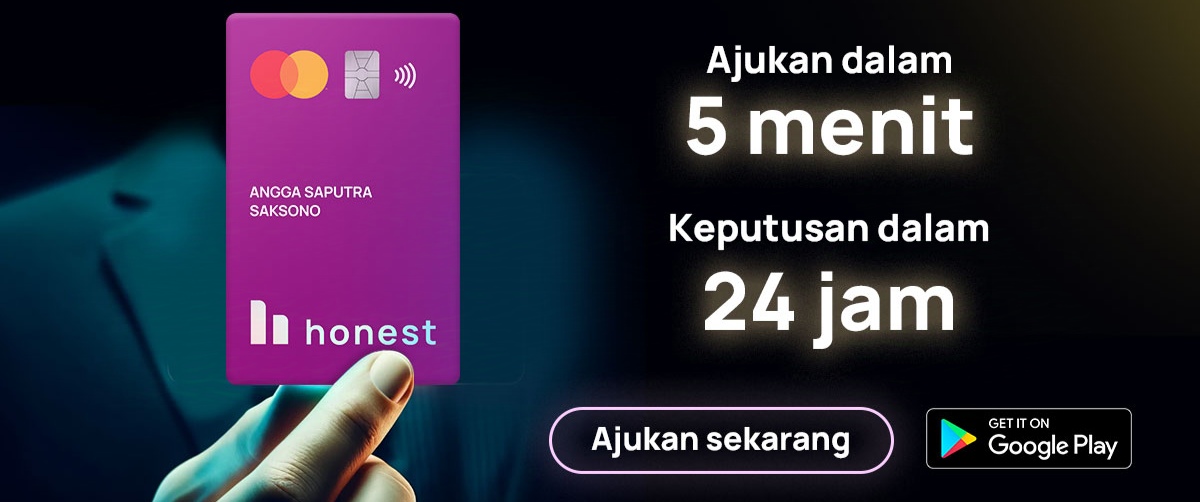 ANGGA SAPUTRA
SAKSONO
honest
Ajukan dalam
5 menit
Keputusan dalam
24 jam
Ajukan sekarang
GET IT ON
Google Play